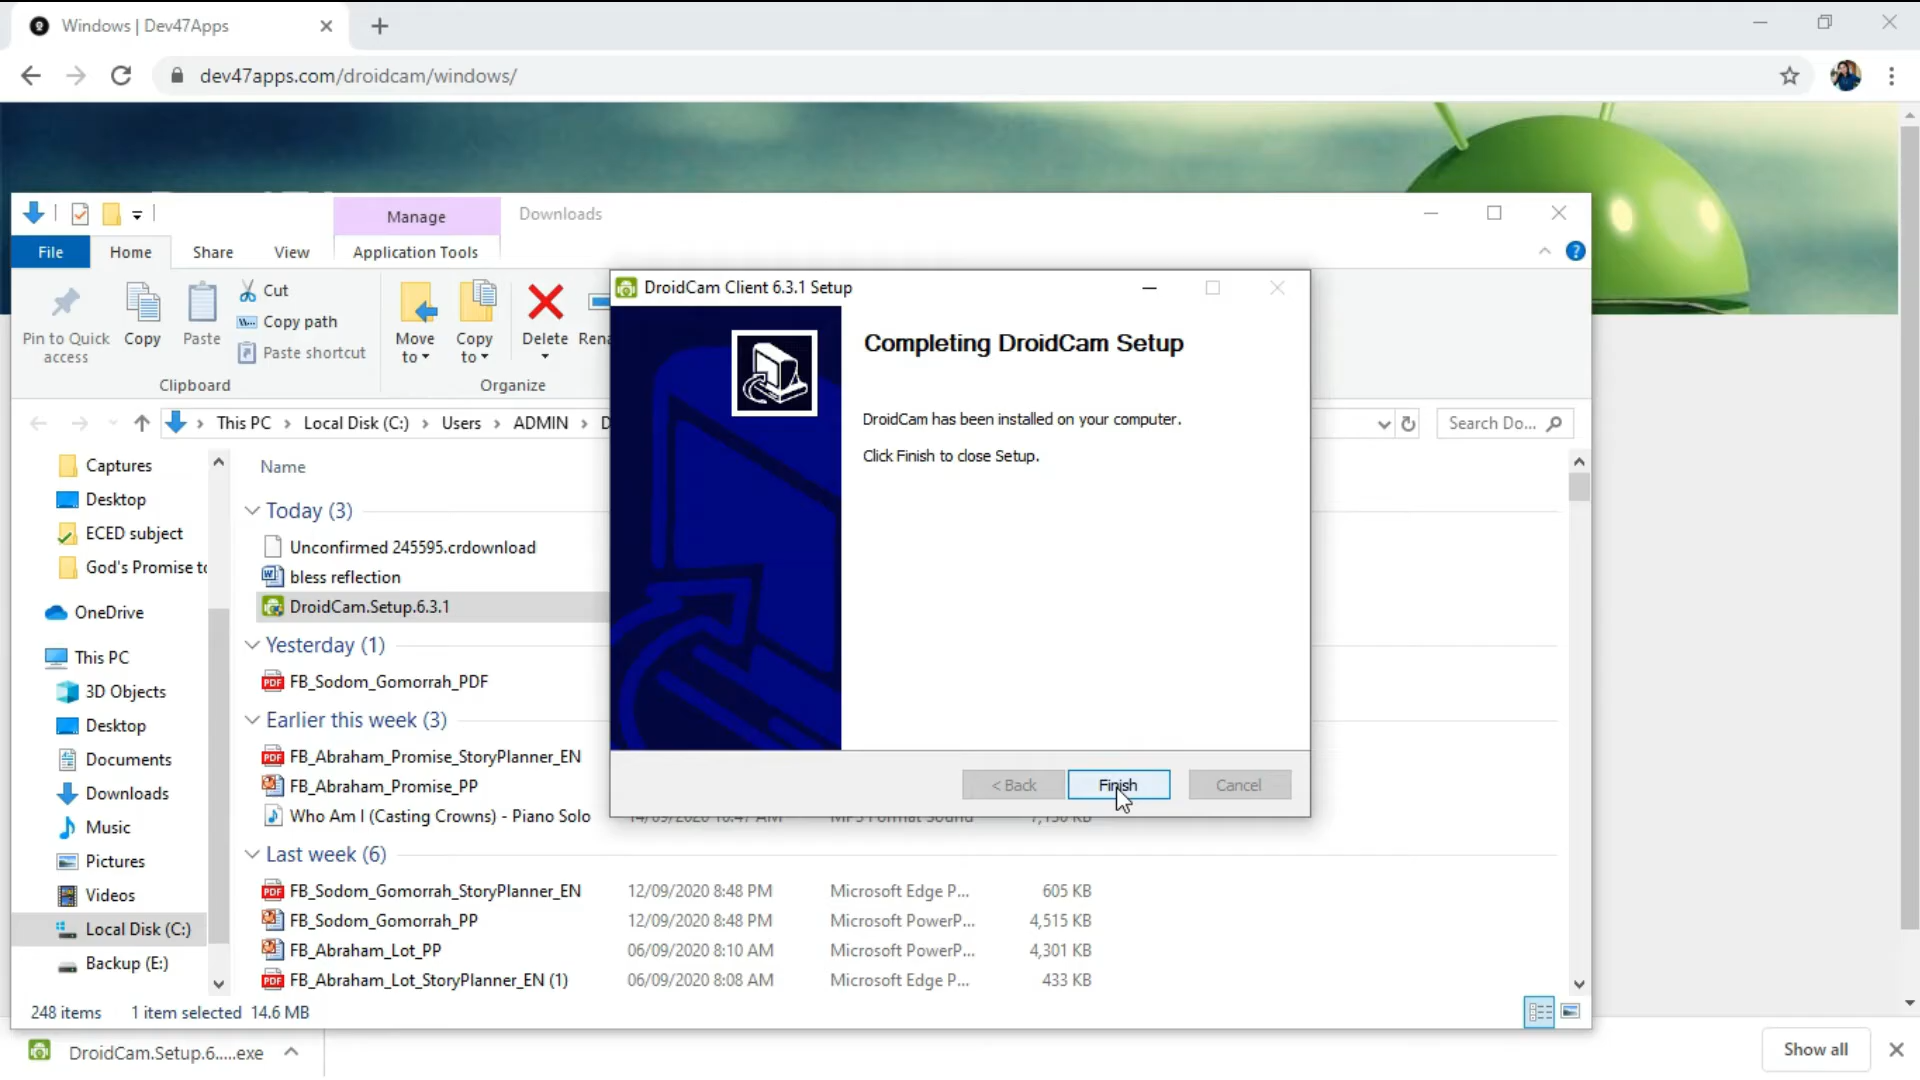 Windows | Dev47Apps
dev47apps.com/droidcam/windows/
Manage
Downloads
File
Home
Share
View
Application Tools
Pin to Quick access
Copy
Paste
Cut
Copy path
Paste shortcut
Move to
Copy to
Delete
Clipboard
Organize
This PC
Local Disk (C:)
Users
ADMIN
Search Do...
DroidCam Client 6.3.1 Setup
Completing DroidCam Setup
DroidCam has been installed on your computer.
Click Finish to close Setup.
< Back
Finish
Cancel
Captures
Desktop
ECED subject
God's Promise to
OneDrive
This PC
3D Objects
Desktop
Documents
Downloads
Music
Pictures
Videos
Local Disk (C:)
Backup (E:)
Name
Today (3)
Unconfirmed 245595.crdownload
bless reflection
DroidCam.Setup.6.3.1
Yesterday (1)
FB_Sodom_Gomorrah_PDF
Earlier this week (3)
FB_Abraham_Promise_StoryPlanner_EN
FB_Abraham_Promise_PP
Who Am I (Casting Crowns) - Piano Solo
Last week (6)
FB_Sodom_Gomorrah_StoryPlanner_EN 12/09/2020 8:48 PM Microsoft Edge P... 605 KB
FB_Sodom_Gomorrah_PP 12/09/2020 8:48 PM Microsoft PowerP... 4,515 KB
FB_Abraham_Lot_PP 06/09/2020 8:10 AM Microsoft PowerP... 4,301 KB
FB_Abraham_Lot_StoryPlanner_EN (1) 06/09/2020 8:08 AM Microsoft Edge P... 433 KB
248 items 1 item selected 14.6 MB
DroidCam.Setup.6.....exe
Show all